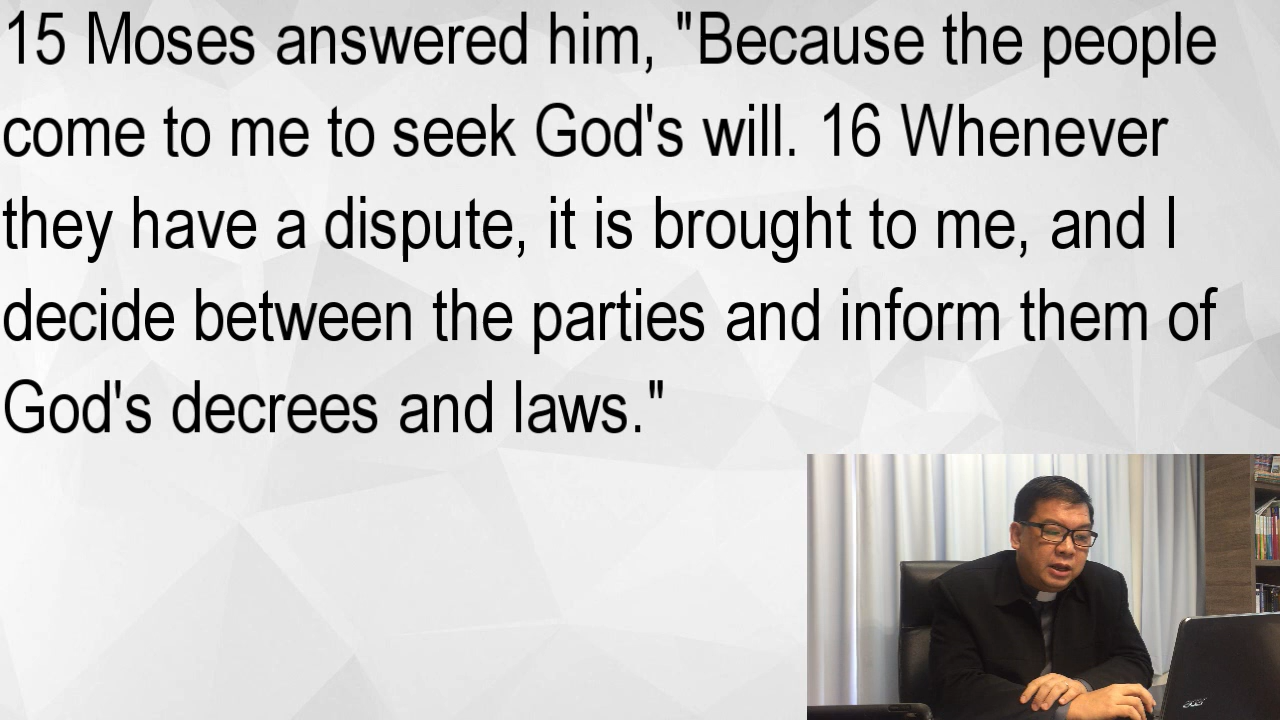 15 Moses answered him, "Because the people
come to me to seek God's will. 16 Whenever
they have a dispute, it is brought to me, and I
decide between the parties and inform them of
God's decrees and laws."
acer